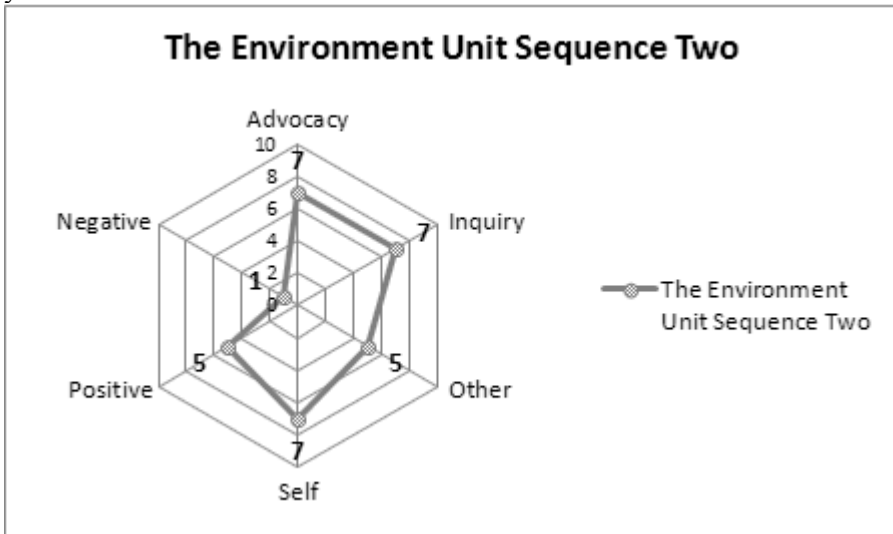 The Environment Unit Sequence Two
Advocacy
10
7
8
6
4
2
0
Negative
Inquiry
7
1
The Environment
Unit Sequence Two
5
5
Positive
Other
7
Self